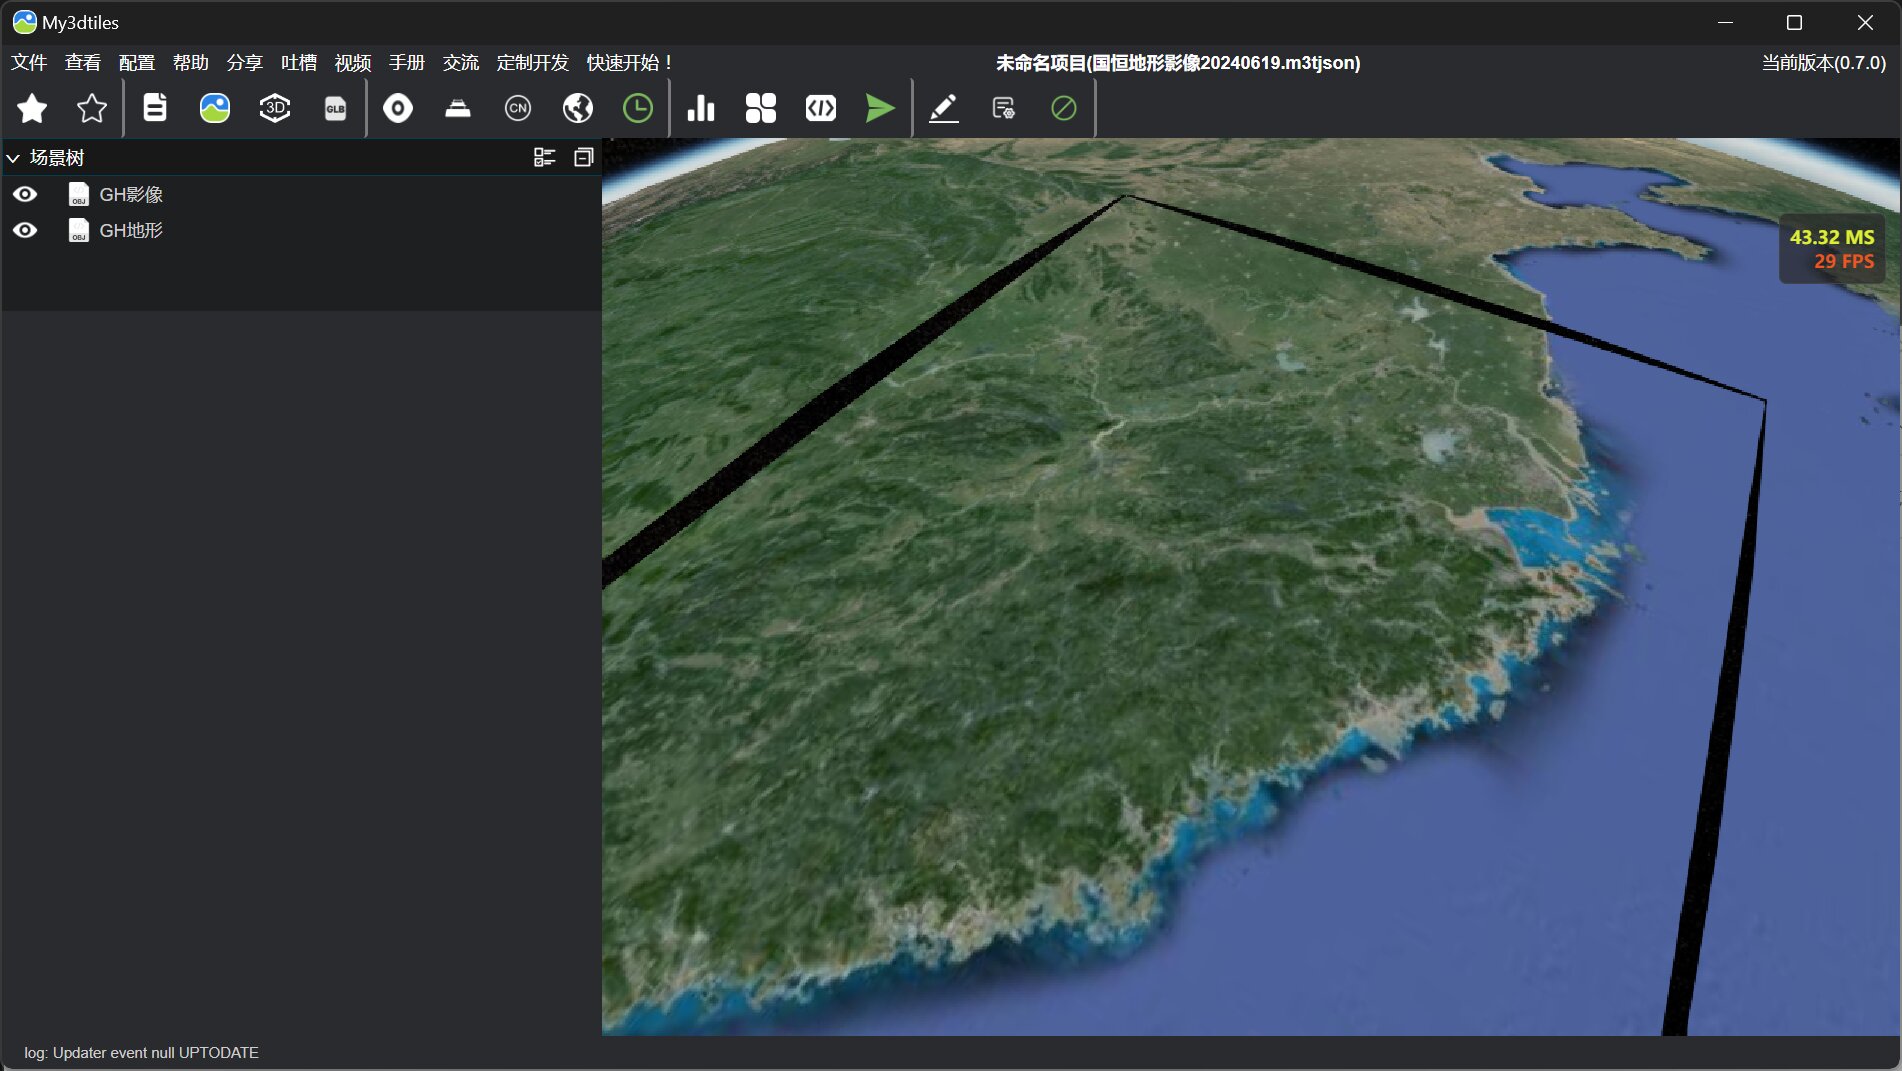 My3dtiles
文件 查看 配置 帮助 分享 吐槽 视频 手册 交流 定制开发 快速开始！ 未命名项目(国恒地形影像20240619.m3tjson) 当前版本(0.7.0)
3D GLB CN
场景树
OBJ GH影像
OBJ GH地形
43.32 MS
29 FPS
log: Updater event null UPTODATE